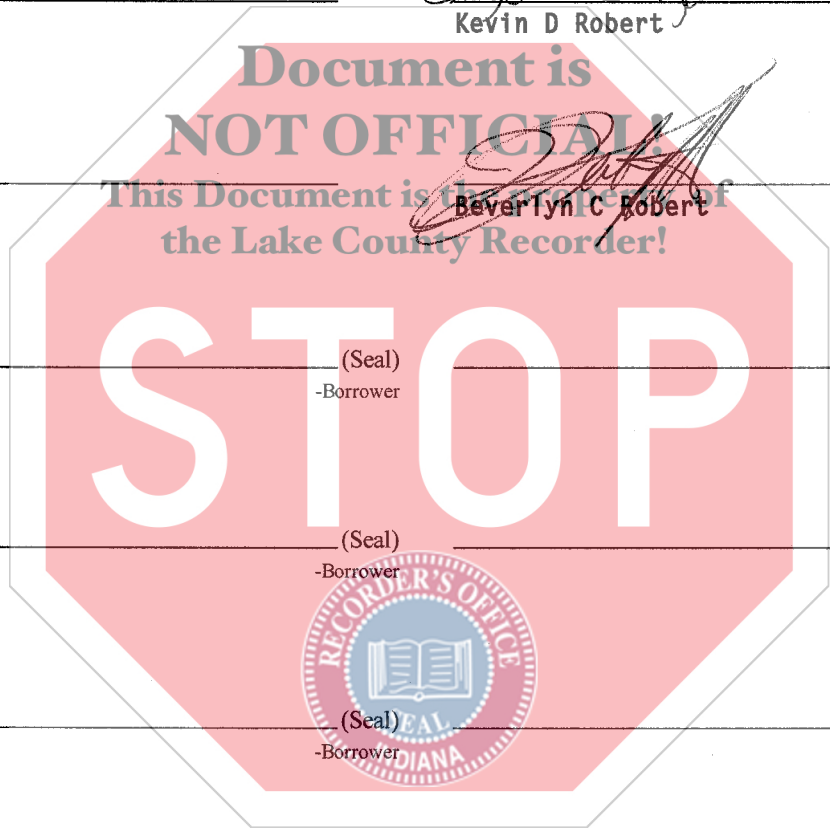 Kevin D Robert
Document is
NOT OFFICIAL!
This Document is the property of
Beverlyn C Robert
the Lake County Recorder!
STOP
(Seal)
-Borrower
(Seal)
-Borrower
RECORDER'S OFFICE
SEAL
INDIANA
(Seal)
-Borrower